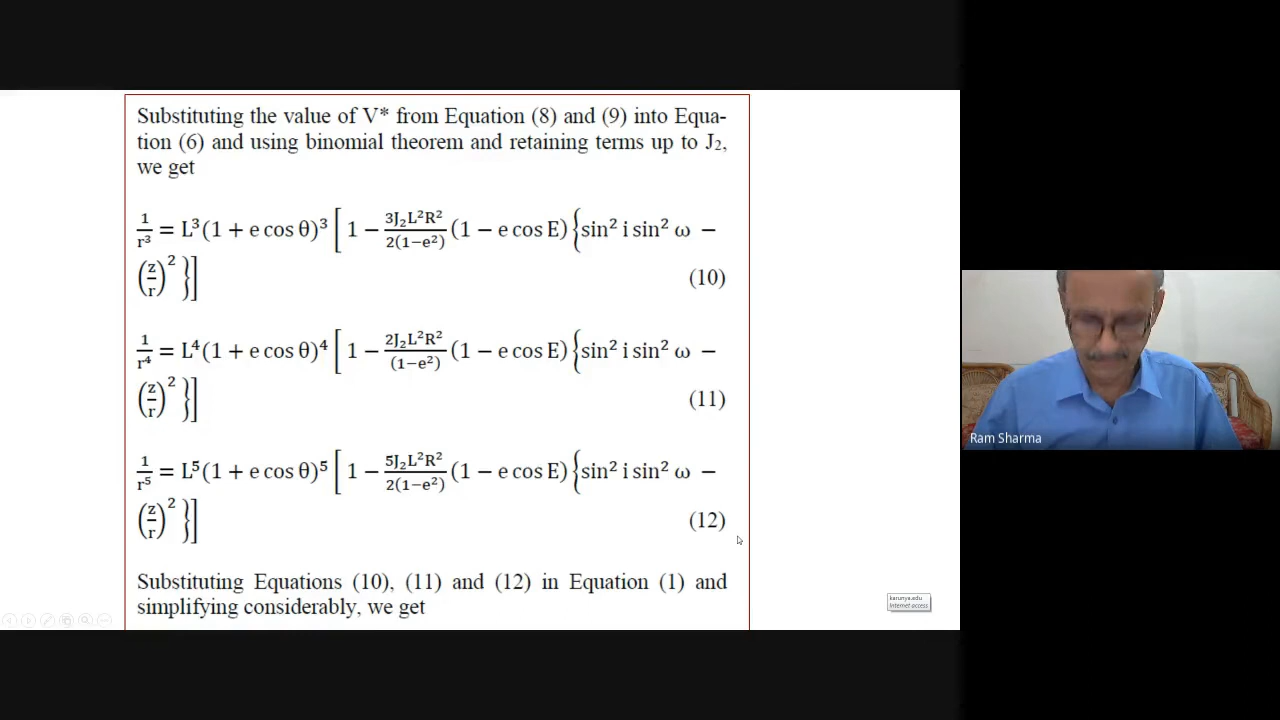 Substituting the value of V* from Equation (8) and (9) into Equa-
tion (6) and using binomial theorem and retaining terms up to J₂,
we get
1/r³ = L³(1 + e cos θ)³ [ 1 − 3J₂L²R²/2(1−e²) (1 − e cos E) {sin² i sin² ω −
(z/r)² }] (10)
1/r⁴ = L⁴(1 + e cos θ)⁴ [ 1 − 2J₂L²R²/(1−e²) (1 − e cos E) {sin² i sin² ω −
(z/r)² }] (11)
1/r⁵ = L⁵(1 + e cos θ)⁵ [ 1 − 5J₂L²R²/2(1−e²) (1 − e cos E) {sin² i sin² ω −
(z/r)² }] (12)
Substituting Equations (10), (11) and (12) in Equation (1) and
simplifying considerably, we get
karunya.edu
Internet access
Ram Sharma